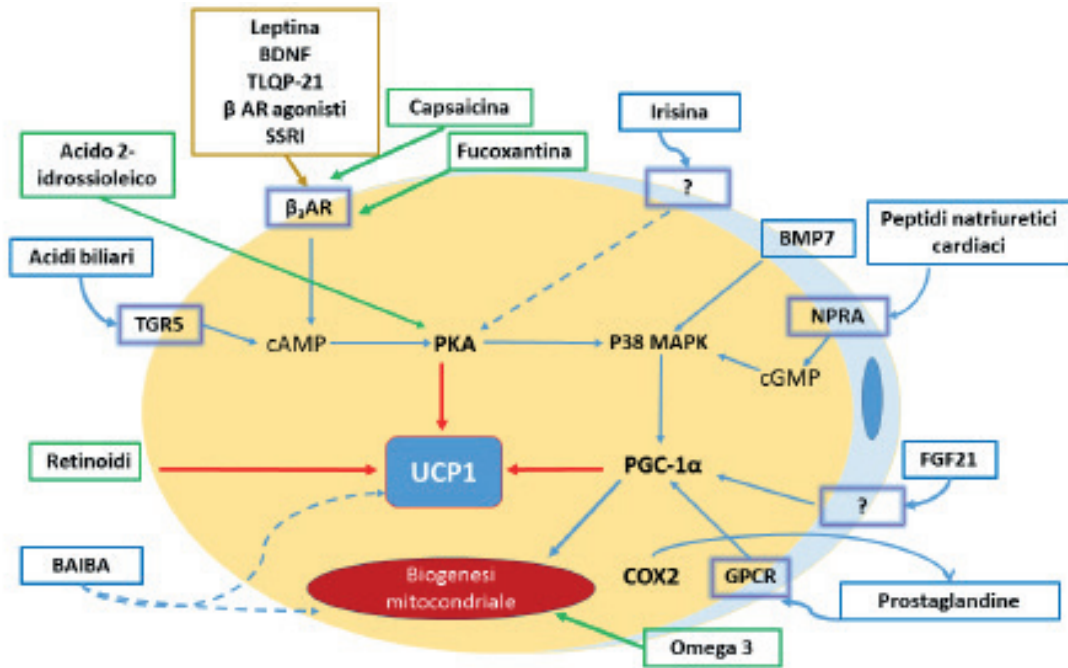 Leptina
BDNF
TLQP-21
β AR agonisti
SSRI
Capsaicina
Irisina
Acido 2-
idrossioleico
Fucoxantina
?
β₃AR
BMP7
Peptidi natriuretici
cardiaci
Acidi biliari
TGR5
NPRA
cAMP
PKA
P38 MAPK
cGMP
Retinoidi
UCP1
PGC-1α
FGF21
?
BAIBA
Biogenesi
mitocondriale
COX2
GPCR
Prostaglandine
Omega 3